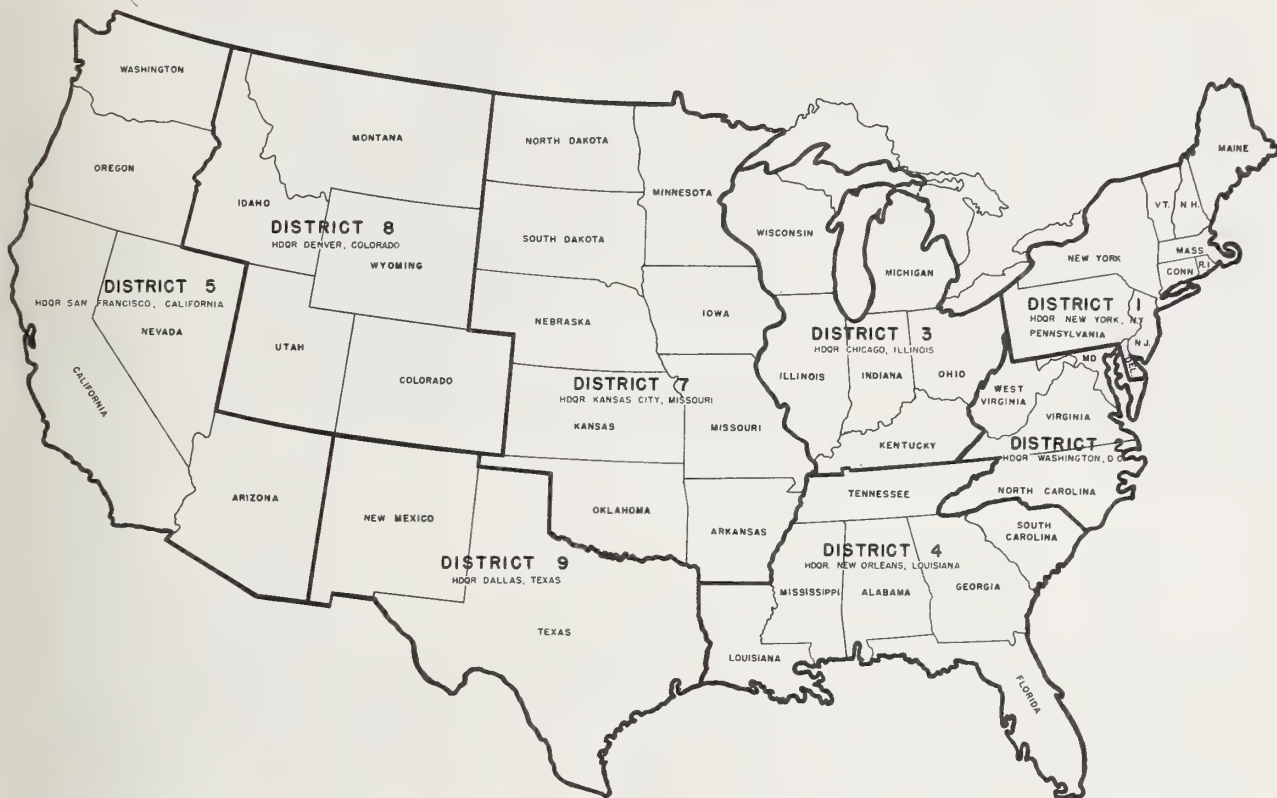 WASHINGTON
OREGON
CALIFORNIA
DISTRICT 5
HDQR SAN FRANCISCO, CALIFORNIA
NEVADA
IDAHO
MONTANA
DISTRICT 8
HDQR DENVER, COLORADO
WYOMING
UTAH
COLORADO
ARIZONA
NEW MEXICO
DISTRICT 9
HDQR DALLAS, TEXAS
TEXAS
NORTH DAKOTA
SOUTH DAKOTA
NEBRASKA
MINNESOTA
IOWA
DISTRICT 7
HDQR KANSAS CITY, MISSOURI
KANSAS
MISSOURI
OKLAHOMA
ARKANSAS
WISCONSIN
MICHIGAN
DISTRICT 3
HDQR CHICAGO, ILLINOIS
ILLINOIS
INDIANA
OHIO
KENTUCKY
TENNESSEE
DISTRICT 4
HDQR. NEW ORLEANS, LOUISIANA
MISSISSIPPI
ALABAMA
GEORGIA
SOUTH
CAROLINA
LOUISIANA
FLORIDA
MAINE
VT.
N.H.
MASS
CONN
R.I.
NEW YORK
DISTRICT 1
HDQR NEW YORK, N.Y.
PENNSYLVANIA
N.J.
MD
DEL
WEST
VIRGINIA
VIRGINIA
DISTRICT 2
HDQR WASHINGTON, D.C.
NORTH CAROLINA